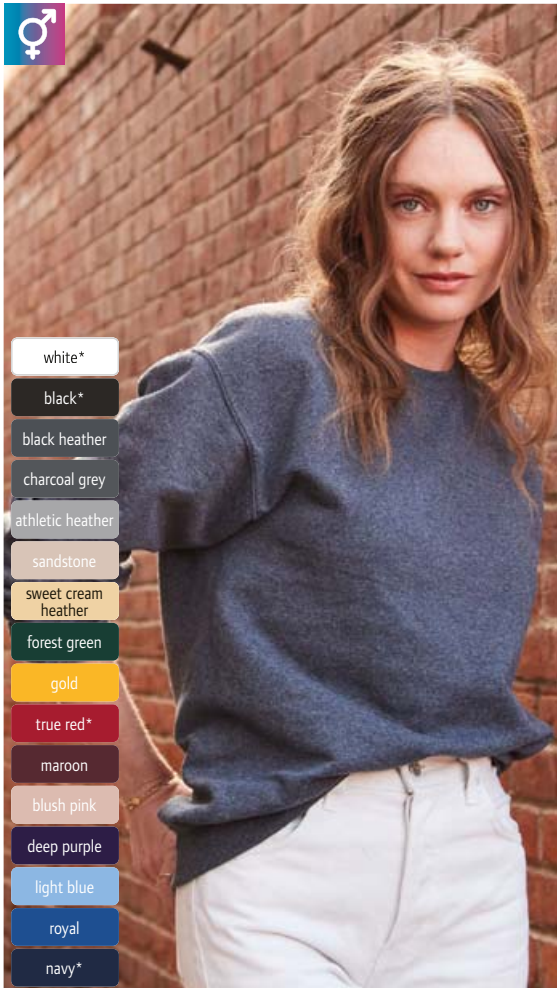 white*
black*
black heather
charcoal grey
athletic heather
sandstone
sweet cream
heather
forest green
gold
true red*
maroon
blush pink
deep purple
light blue
royal
navy*